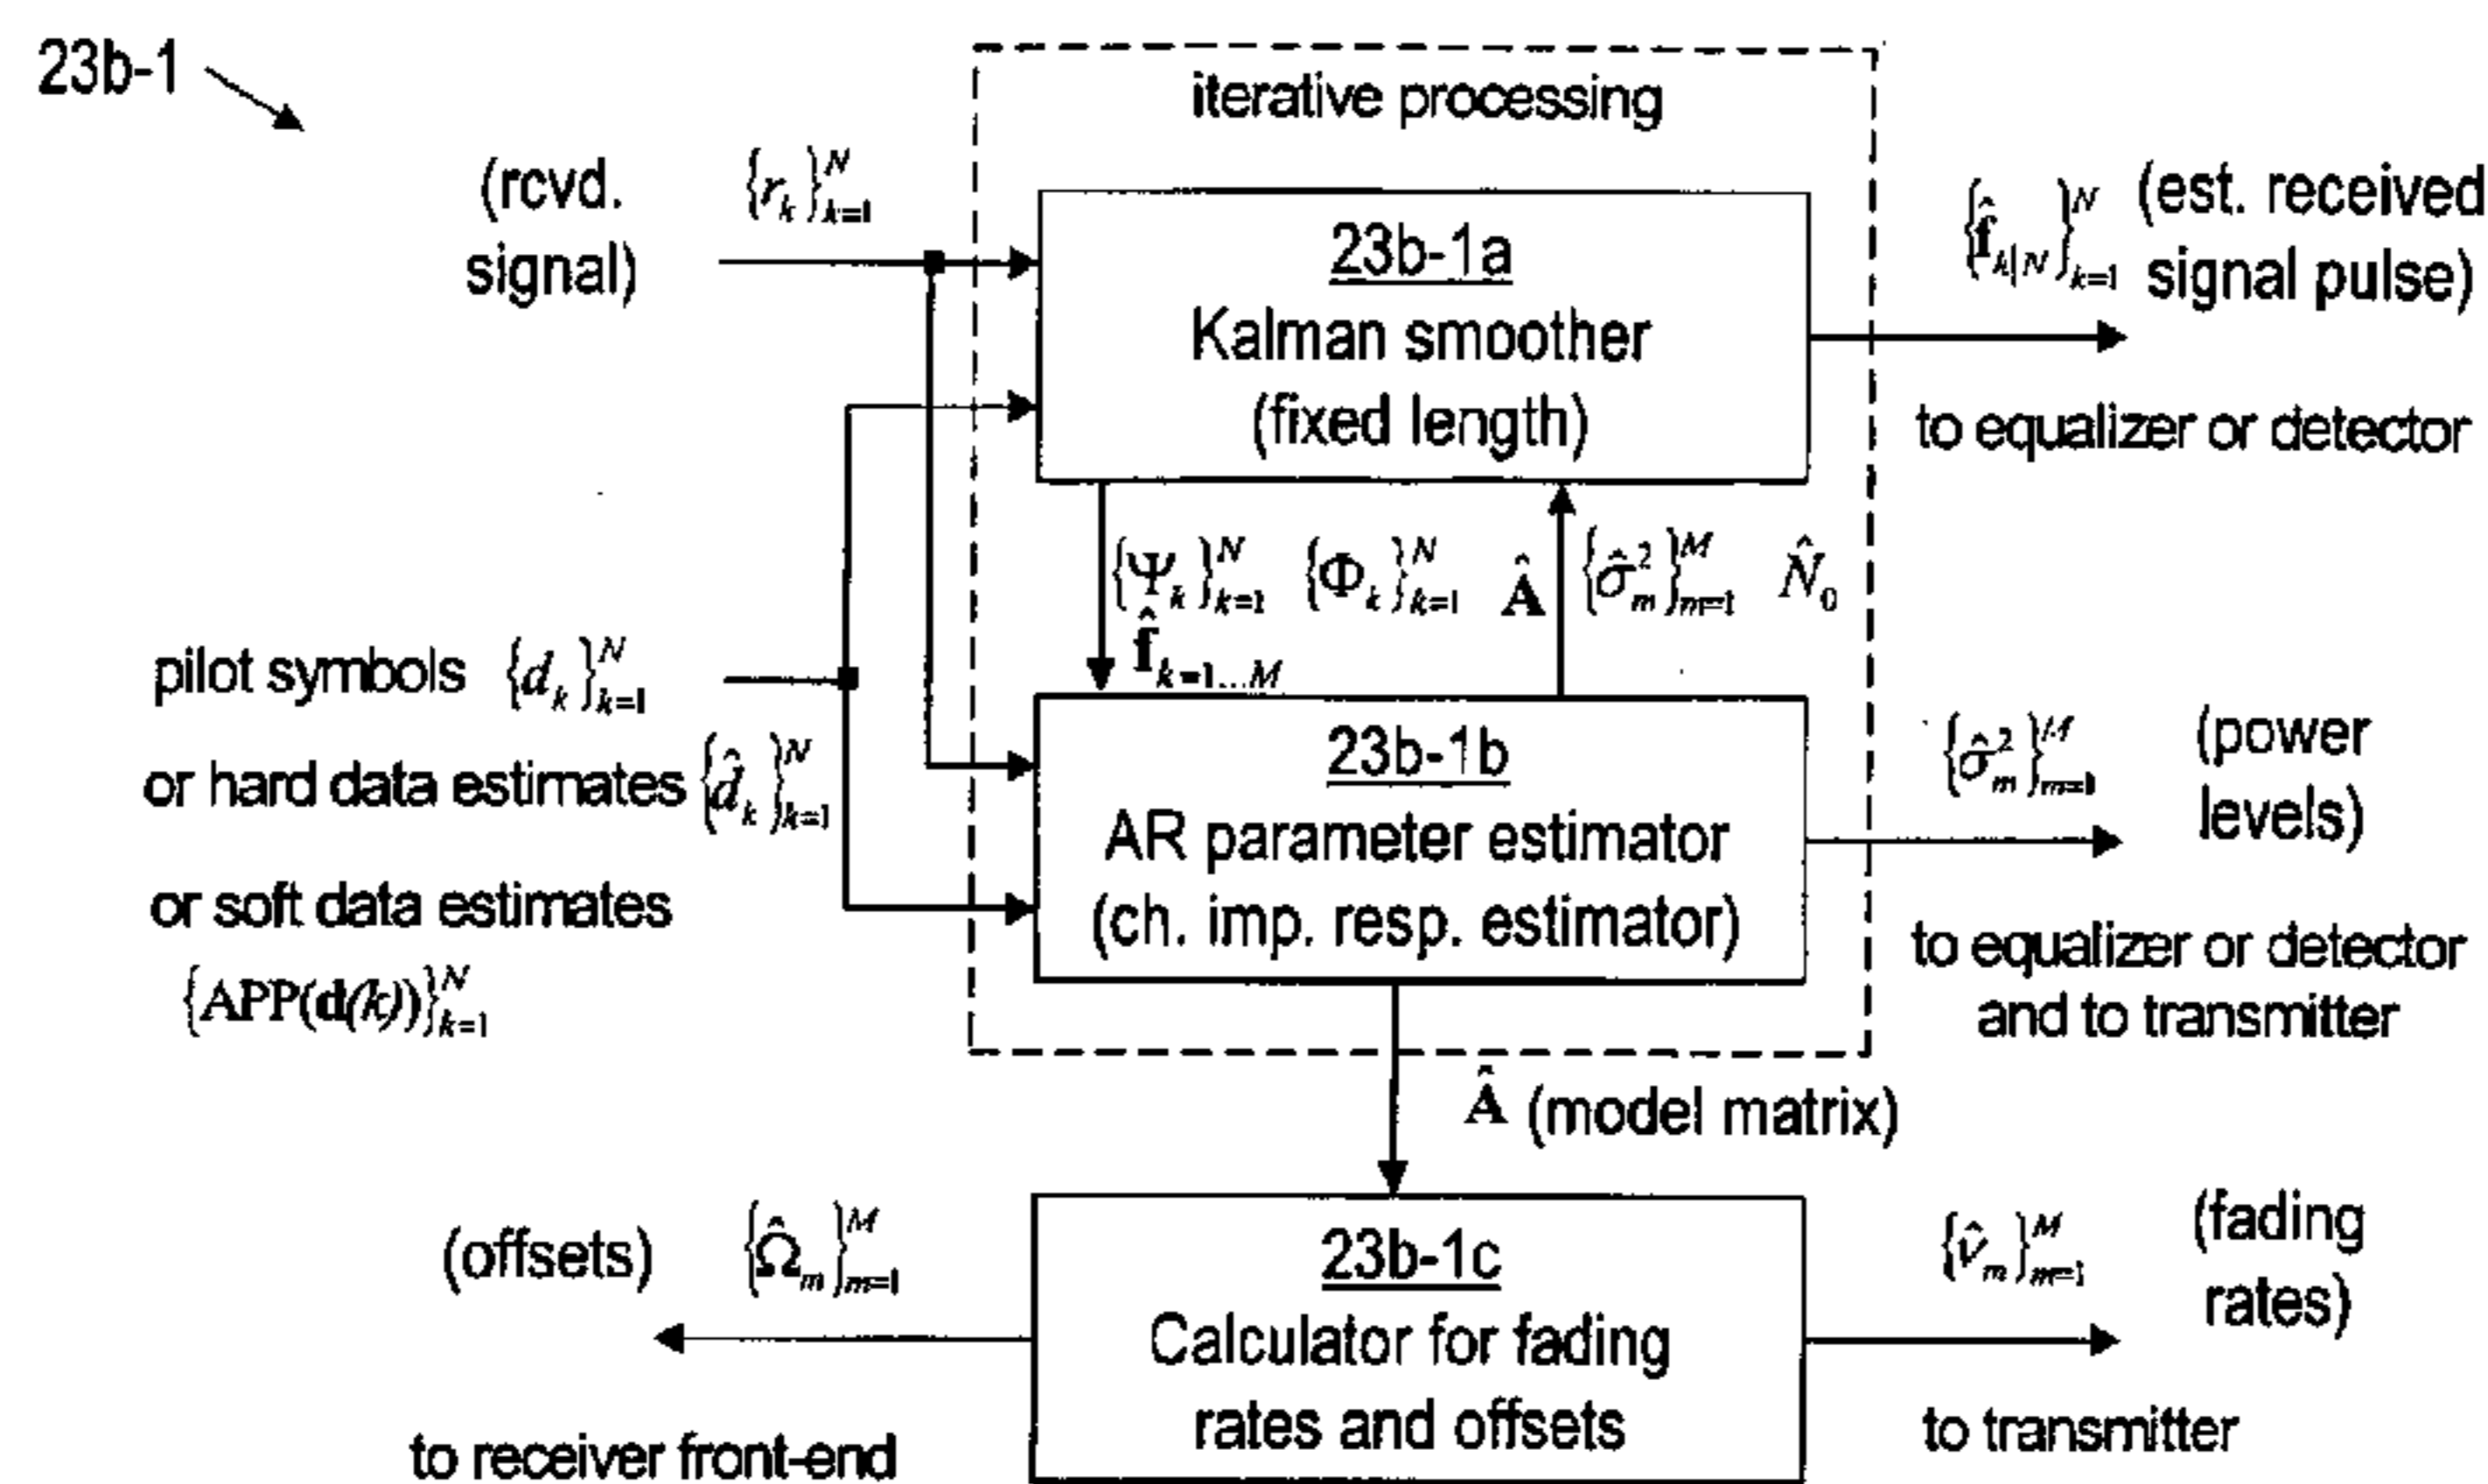 23b-1
iterative processing
(rcvd. signal)
{r_k}_{k=1}^N
23b-1a
Kalman smoother
(fixed length)
{f̂_{k|N}}_{k=1}^N
(est. received signal pulse)
to equalizer or detector
{Ψ_k}_{k=1}^N {Φ_k}_{k=1}^N Â {σ̂_m^2}_{m=1}^M N̂_0
f̂_{k=1...M}
pilot symbols {d_k}_{k=1}^N
or hard data estimates {d̂_k}_{k=1}^N
or soft data estimates
{APP(d(k))}_{k=1}^N
23b-1b
AR parameter estimator
(ch. imp. resp. estimator)
{σ̂_m^2}_{m=1}^M
(power levels)
to equalizer or detector
and to transmitter
Â (model matrix)
(offsets) {Ω̂_m}_{m=1}^M
to receiver front-end
23b-1c
Calculator for fading
rates and offsets
{ν̂_m}_{m=1}^M
(fading rates)
to transmitter